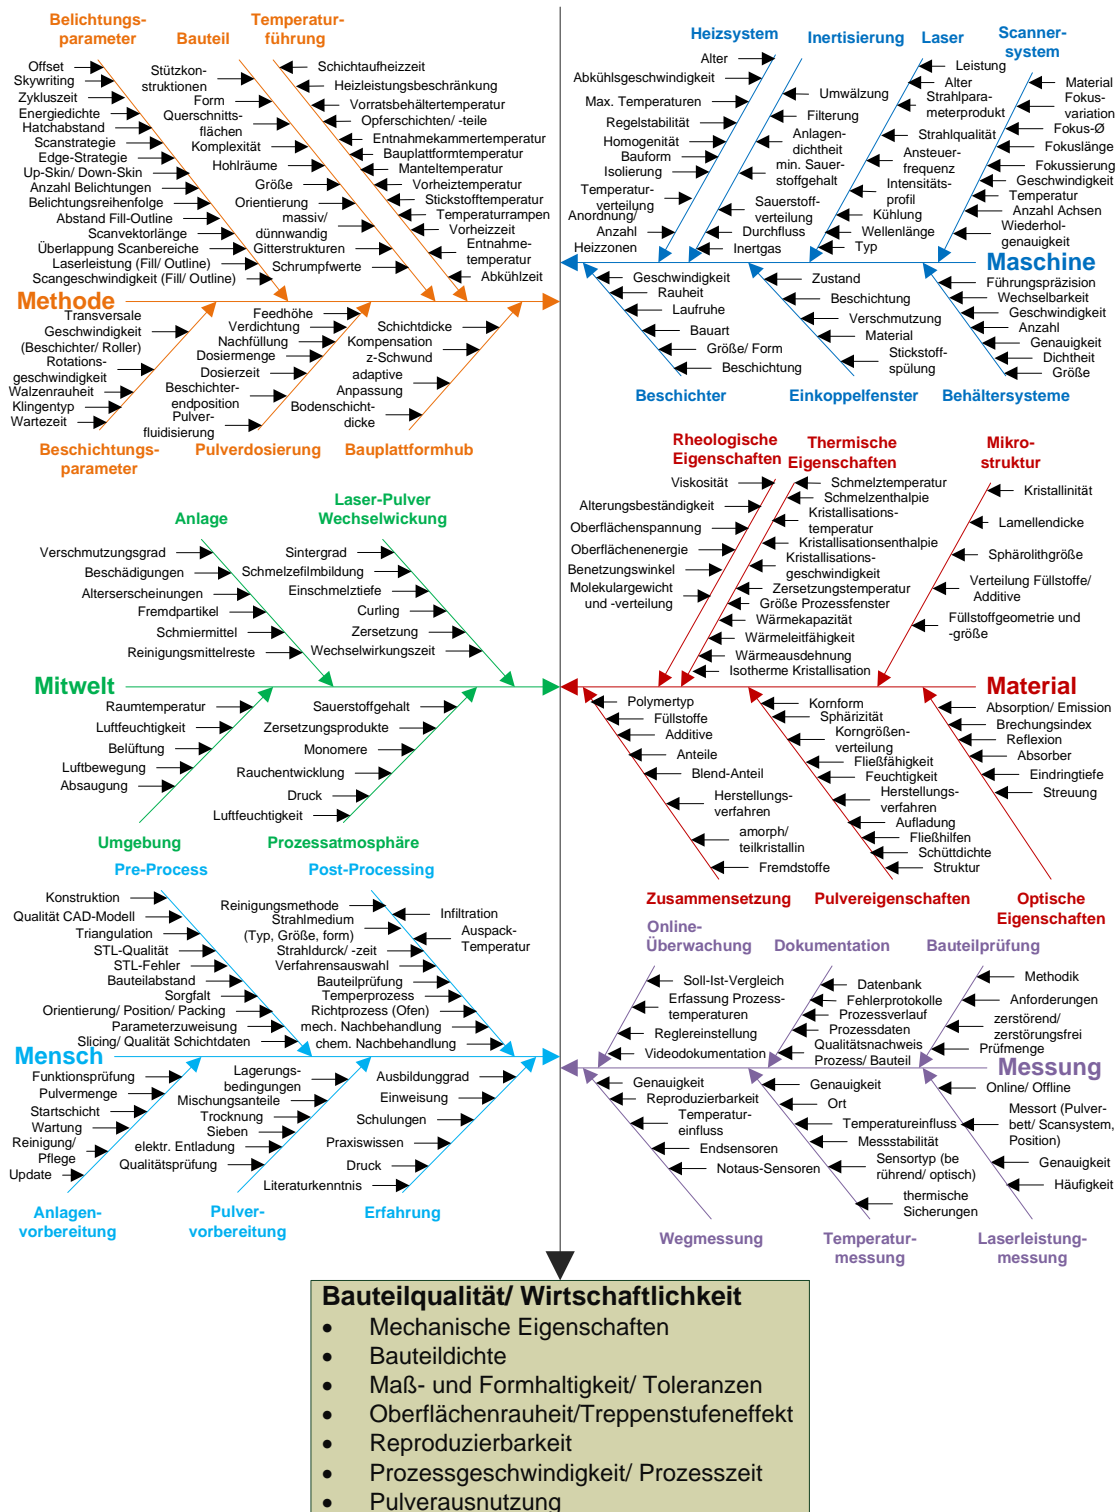 Belichtungs-
parameter
Bauteil
Temperatur-
führung
Offset
Skywriting
Zykluszeit
Energiedichte
Hatchabstand
Scanstrategie
Edge-Strategie
Up-Skin/ Down-Skin
Anzahl Belichtungen
Belichtungsreihenfolge
Abstand Fill-Outline
Scanvektorlänge
Überlappung Scanbereiche
Laserleistung (Fill/ Outline)
Scangeschwindigkeit (Fill/ Outline)
Stützkon-
struktionen
Form
Querschnitts-
flächen
Komplexität
Hohlräume
Größe
Orientierung
massiv/
dünnwandig
Gitterstrukturen
Schrumpfwerte
Schichtaufheizzeit
Heizleistungsbeschränkung
Vorratsbehältertemperatur
Opferschichten/ -teile
Entnahmekammertemperatur
Bauplattformtemperatur
Manteltemperatur
Vorheiztemperatur
Stickstofftemperatur
Temperaturrampen
Vorheizzeit
Entnahme-
temperatur
Abkühlzeit
Methode
Transversale
Geschwindigkeit
(Beschichter/ Roller)
Rotations-
geschwindigkeit
Walzenrauheit
Klingentyp
Wartezeit
Feedhöhe
Verdichtung
Nachfüllung
Dosiermenge
Dosierzeit
Beschichter-
endposition
Pulver-
fluidisierung
Schichtdicke
Kompensation
z-Schwund
adaptive
Anpassung
Bodenschicht-
dicke
Beschichtungs-
parameter
Pulverdosierung
Bauplattformhub
Heizsystem
Inertisierung
Laser
Scanner-
system
Alter
Abkühlsgeschwindigkeit
Max. Temperaturen
Regelstabilität
Homogenität
Bauform
Isolierung
Temperatur-
verteilung
Anordnung/
Anzahl
Heizzonen
Umwälzung
Filterung
Anlagen-
dichtheit
min. Sauer-
stoffgehalt
Sauerstoff-
verteilung
Durchfluss
Inertgas
Leistung
Alter
Strahlpara-
meterprodukt
Strahlqualität
Ansteuer-
frequenz
Intensitäts-
profil
Kühlung
Wellenlänge
Typ
Material
Fokus-
variation
Fokus-Ø
Fokuslänge
Fokussierung
Geschwindigkeit
Temperatur
Anzahl Achsen
Wiederhol-
genauigkeit
Maschine
Geschwindigkeit
Rauheit
Laufruhe
Bauart
Größe/ Form
Beschichtung
Zustand
Beschichtung
Verschmutzung
Material
Stickstoff-
spülung
Führungspräzision
Wechselbarkeit
Geschwindigkeit
Anzahl
Genauigkeit
Dichtheit
Größe
Beschichter
Einkoppelfenster
Behältersysteme
Anlage
Laser-Pulver
Wechselwickung
Verschmutzungsgrad
Beschädigungen
Alterserscheinungen
Fremdpartikel
Schmiermittel
Reinigungsmittelreste
Sintergrad
Schmelzefilmbildung
Einschmelztiefe
Curling
Zersetzung
Wechselwirkungszeit
Mitwelt
Raumtemperatur
Luftfeuchtigkeit
Belüftung
Luftbewegung
Absaugung
Sauerstoffgehalt
Zersetzungsprodukte
Monomere
Rauchentwicklung
Druck
Luftfeuchtigkeit
Umgebung
Prozessatmosphäre
Rheologische
Eigenschaften
Thermische
Eigenschaften
Mikro-
struktur
Viskosität
Alterungsbeständigkeit
Oberflächenspannung
Oberflächenenergie
Benetzungswinkel
Molekulargewicht
und -verteilung
Schmelztemperatur
Schmelzenthalpie
Kristallisations-
temperatur
Kristallisationsenthalpie
Kristallisations-
geschwindigkeit
Zersetzungstemperatur
Größe Prozessfenster
Wärmekapazität
Wärmeleitfähigkeit
Wärmeausdehnung
Isotherme Kristallisation
Kristallinität
Lamellendicke
Sphärolithgröße
Verteilung Füllstoffe/
Additive
Füllstoffgeometrie und
-größe
Material
Polymertyp
Füllstoffe
Additive
Anteile
Blend-Anteil
Herstellungs-
verfahren
amorph/
teilkristallin
Fremdstoffe
Kornform
Sphärizität
Korngrößen-
verteilung
Fließfähigkeit
Feuchtigkeit
Herstellungs-
verfahren
Aufladung
Fließhilfen
Schüttdichte
Struktur
Absorption/ Emission
Brechungsindex
Reflexion
Absorber
Eindringtiefe
Streuung
Zusammensetzung
Pulvereigenschaften
Optische
Eigenschaften
Pre-Process
Post-Processing
Konstruktion
Qualität CAD-Modell
Triangulation
STL-Qualität
STL-Fehler
Bauteilabstand
Sorgfalt
Orientierung/ Position/ Packing
Parameterzuweisung
Slicing/ Qualität Schichtdaten
Reinigungsmethode
Strahlmedium
(Typ, Größe, form)
Strahldurck/ -zeit
Verfahrensauswahl
Bauteilprüfung
Temperprozess
Richtprozess (Ofen)
mech. Nachbehandlung
chem. Nachbehandlung
Infiltration
Auspack-
Temperatur
Mensch
Funktionsprüfung
Pulvermenge
Startschicht
Wartung
Reinigung/
Pflege
Update
Lagerungs-
bedingungen
Mischungsanteile
Trocknung
Sieben
elektr. Entladung
Qualitätsprüfung
Ausbildunggrad
Einweisung
Schulungen
Praxiswissen
Druck
Literaturkenntnis
Anlagen-
vorbereitung
Pulver-
vorbereitung
Erfahrung
Online-
Überwachung
Dokumentation
Bauteilprüfung
Soll-Ist-Vergleich
Erfassung Prozess-
temperaturen
Reglereinstellung
Videodokumentation
Datenbank
Fehlerprotokolle
Prozessverlauf
Prozessdaten
Qualitätsnachweis
Prozess/ Bauteil
Methodik
Anforderungen
zerstörend/
zerstörungsfrei
Prüfmenge
Messung
Genauigkeit
Reproduzierbarkeit
Temperatur-
einfluss
Endsensoren
Notaus-Sensoren
Genauigkeit
Ort
Temperatureinfluss
Messstabilität
Sensortyp (be
rührend/ optisch)
thermische
Sicherungen
Online/ Offline
Messort (Pulver-
bett/ Scansystem,
Position)
Genauigkeit
Häufigkeit
Wegmessung
Temperatur-
messung
Laserleistung-
messung
Bauteilqualität/ Wirtschaftlichkeit
• Mechanische Eigenschaften
• Bauteildichte
• Maß- und Formhaltigkeit/ Toleranzen
• Oberflächenrauheit/Treppenstufeneffekt
• Reproduzierbarkeit
• Prozessgeschwindigkeit/ Prozesszeit
• Pulverausnutzung